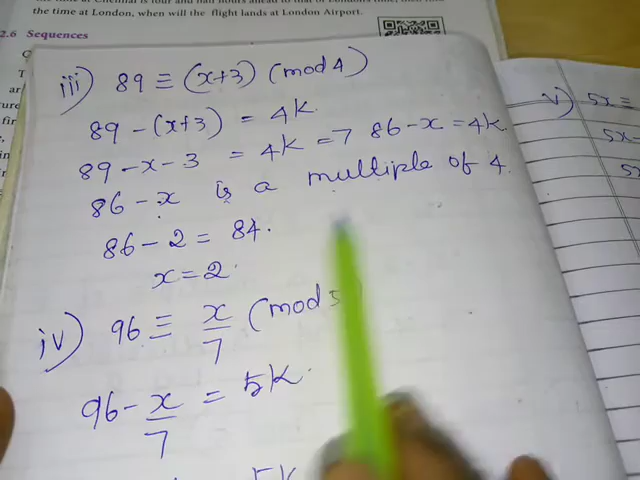 the time at London, when will the flight lands at London Airport.
2.6 Sequences
iii) 89 ≡ (x+3) (mod 4)
89 - (x+3) = 4k
89 - x - 3 = 4k => 86 - x = 4k
86 - x is a multiple of 4.
86 - 2 = 84.
x = 2.
iv) 96 ≡ x/7 (mod 5)
96 - x/7 = 5k.
5k
v) 5x ≡
5x -
5x